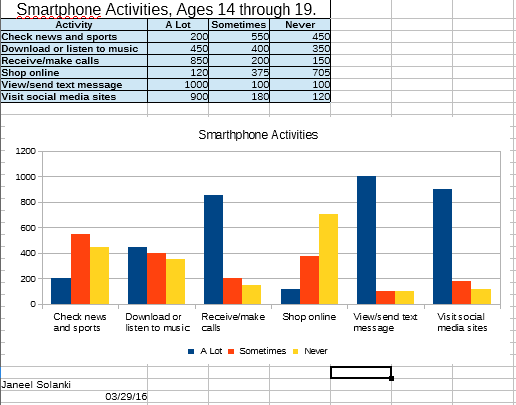 Smartphone Activities, Ages 14 through 19.
Activity A Lot Sometimes Never
Check news and sports 200 550 450
Download or listen to music 450 400 350
Receive/make calls 850 200 150
Shop online 120 375 705
View/send text message 1000 100 100
Visit social media sites 900 180 120
Smarthphone Activities
1200
1000
800
600
400
200
0
Check news and sports
Download or listen to music
Receive/make calls
Shop online
View/send text message
Visit social media sites
A Lot Sometimes Never
Janeel Solanki
03/29/16